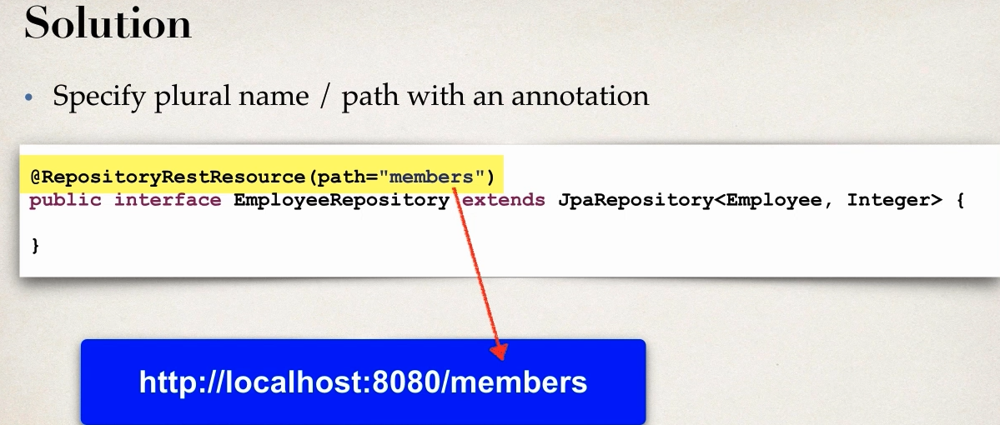 Solution
• Specify plural name / path with an annotation
@RepositoryRestResource(path="members")
public interface EmployeeRepository extends JpaRepository<Employee, Integer> {
}
http://localhost:8080/members